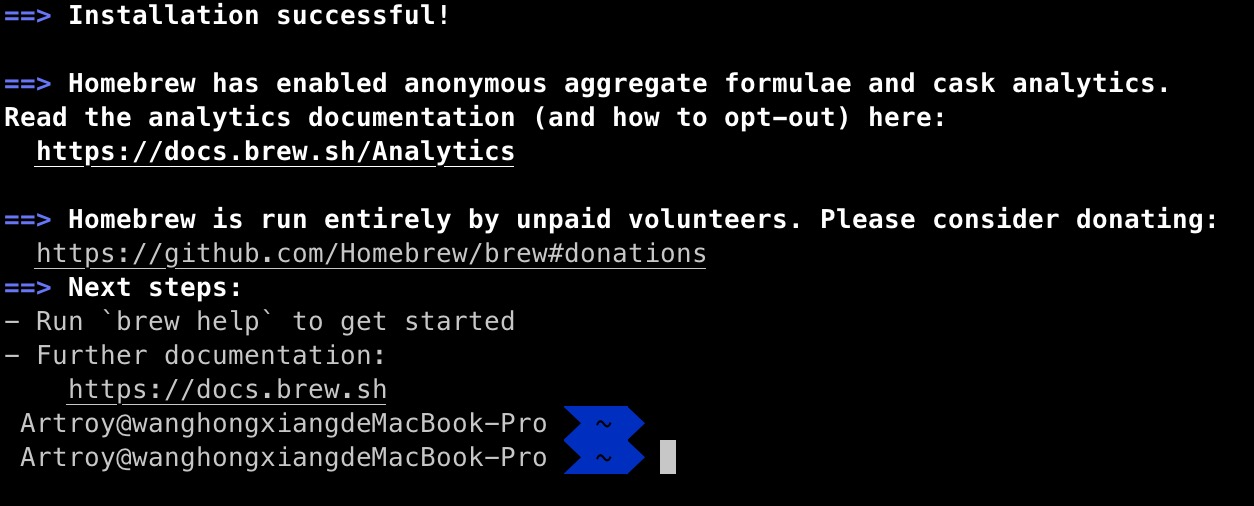 ==> Installation successful!
==> Homebrew has enabled anonymous aggregate formulae and cask analytics.
Read the analytics documentation (and how to opt-out) here:
https://docs.brew.sh/Analytics
==> Homebrew is run entirely by unpaid volunteers. Please consider donating:
https://github.com/Homebrew/brew#donations
==> Next steps:
- Run `brew help` to get started
- Further documentation:
https://docs.brew.sh
Artroy@wanghongxiangdeMacBook-Pro ~
Artroy@wanghongxiangdeMacBook-Pro ~